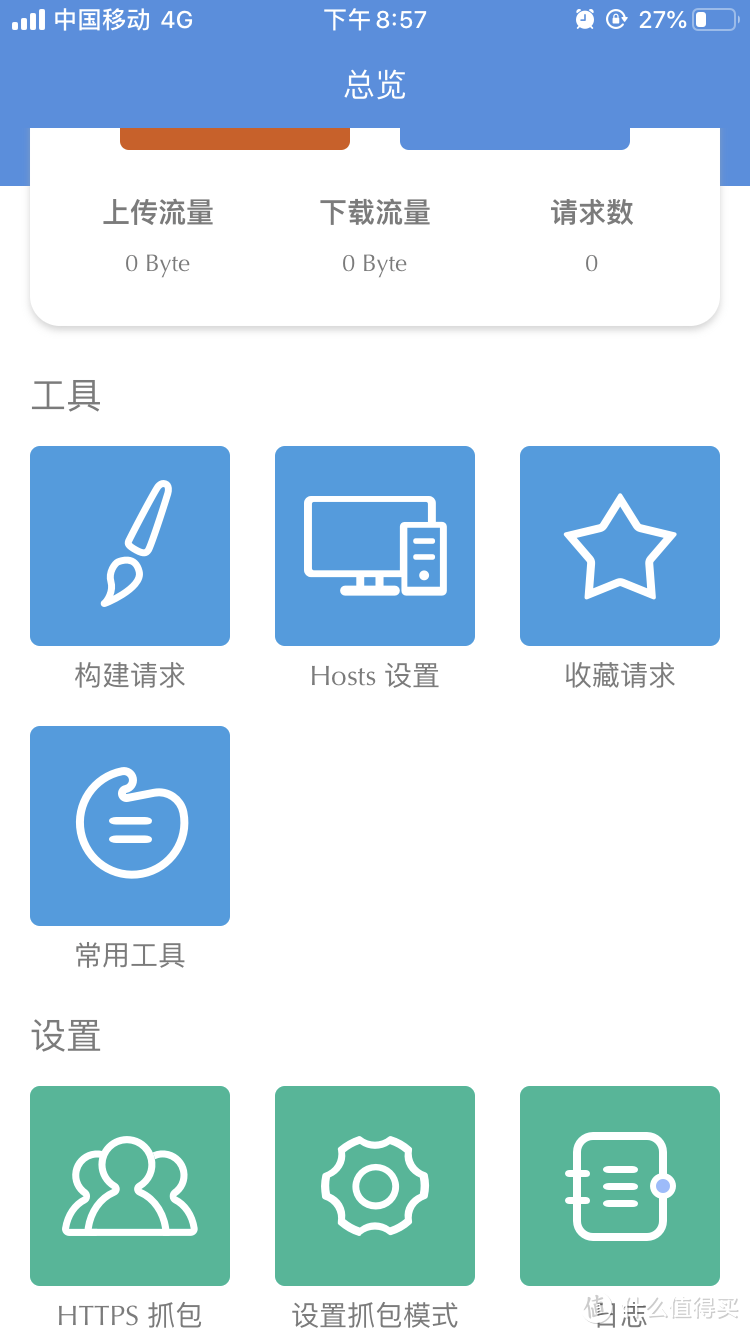 中国移动 4G 下午 8:57 27%
总览
上传流量 下载流量 请求数
0 Byte 0 Byte 0
工具
构建请求 Hosts 设置 收藏请求
常用工具
设置
HTTPS 抓包 设置抓包模式 日志
值 什么值得买